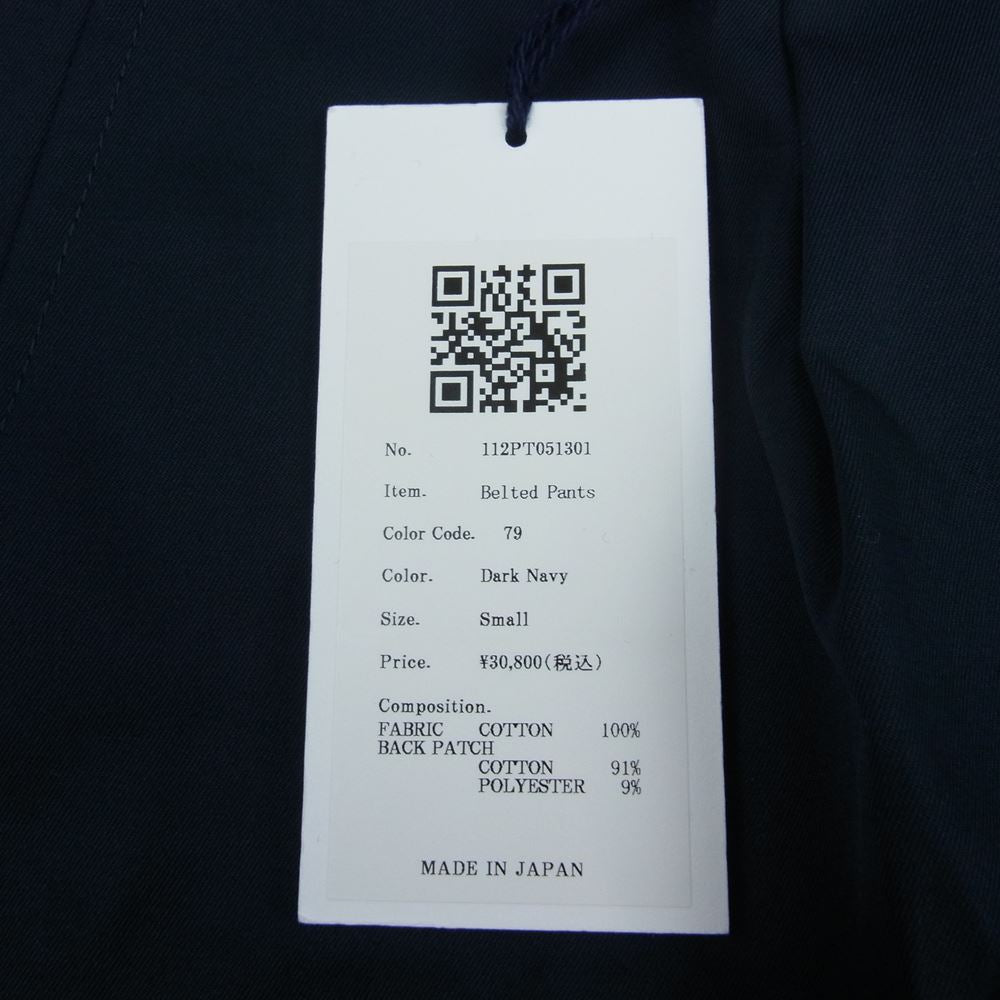 No. 112PT051301
Item. Belted Pants
Color Code. 79
Color. Dark Navy
Size. Small
Price. ¥30,800(税込)
Composition.
FABRIC COTTON 100%
BACK PATCH
COTTON 91%
POLYESTER 9%
MADE IN JAPAN